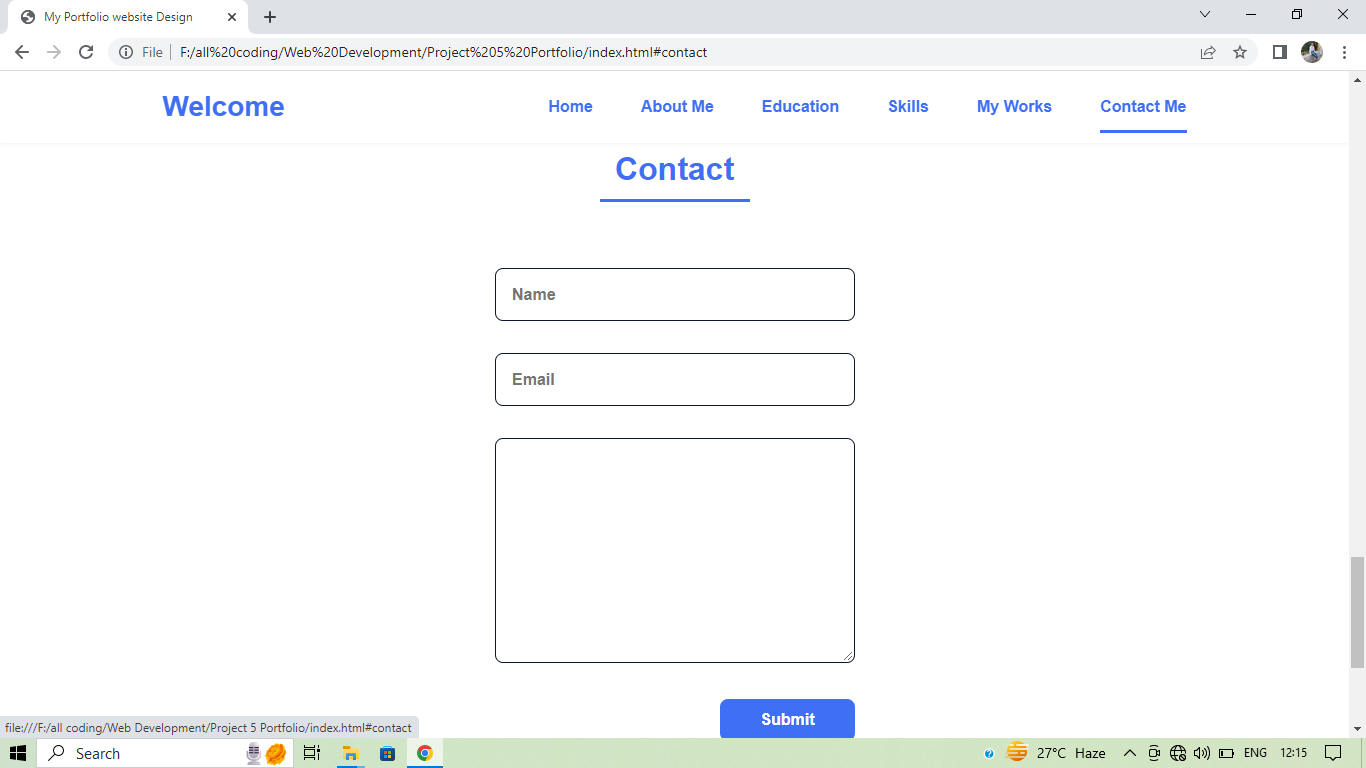 My Portfolio website Design
File F:/all%20coding/Web%20Development/Project%205%20Portfolio/index.html#contact
Welcome Home About Me Education Skills My Works Contact Me
Contact
Name
Email
Submit
file:///F:/all coding/Web Development/Project 5 Portfolio/index.html#contact
Search 27°C Haze ENG 12:15